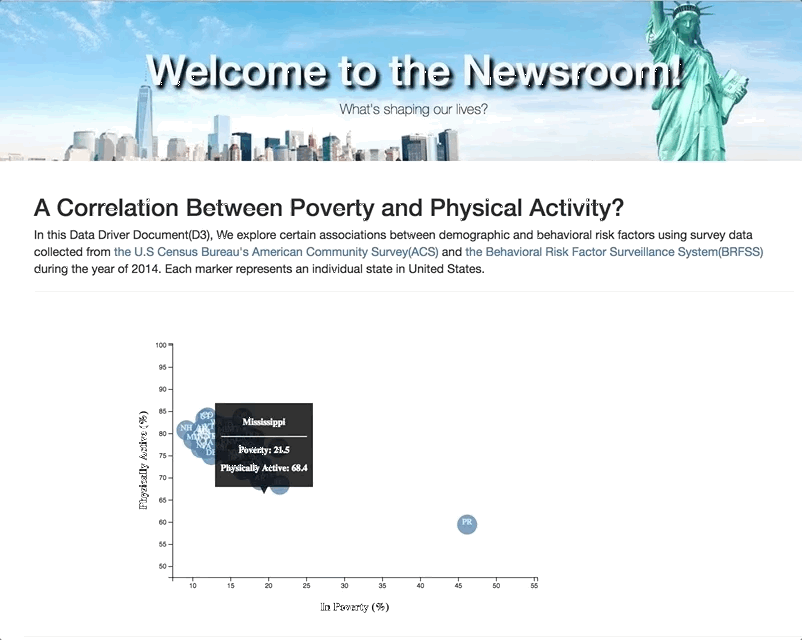 Welcome to the Newsroom!
What's shaping our lives?
A Correlation Between Poverty and Physical Activity?
In this Data Driver Document(D3), We explore certain associations between demographic and behavioral risk factors using survey data
collected from the U.S Census Bureau's American Community Survey(ACS) and the Behavioral Risk Factor Surveillance System(BRFSS)
during the year of 2014. Each marker represents an individual state in United States.
100
95
90
85
80
75
70
65
60
55
50
Physically Active (%)
NH
Mississippi
Poverty: 21.5
Physically Active: 68.4
PR
10 15 20 25 30 35 40 45 50 55
In Poverty (%)